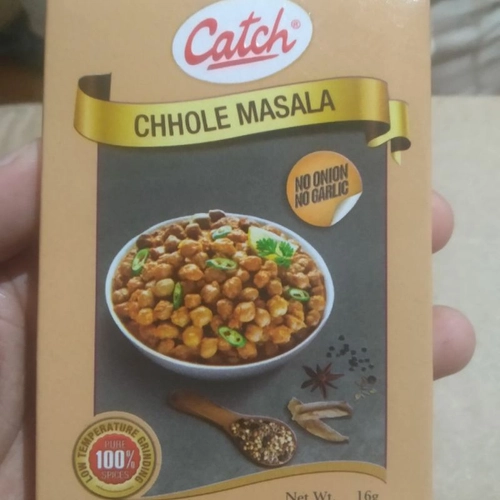 Catch®
CHHOLE MASALA
NO ONION
NO GARLIC
LOW TEMPERATURE GRINDING
PURE
100%
SPICES
Net Wt. 16g